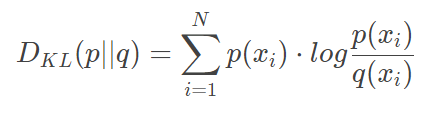 D_{KL}(p||q) = \sum_{i=1}^{N} p(x_i) \cdot log \frac{p(x_i)}{q(x_i)}